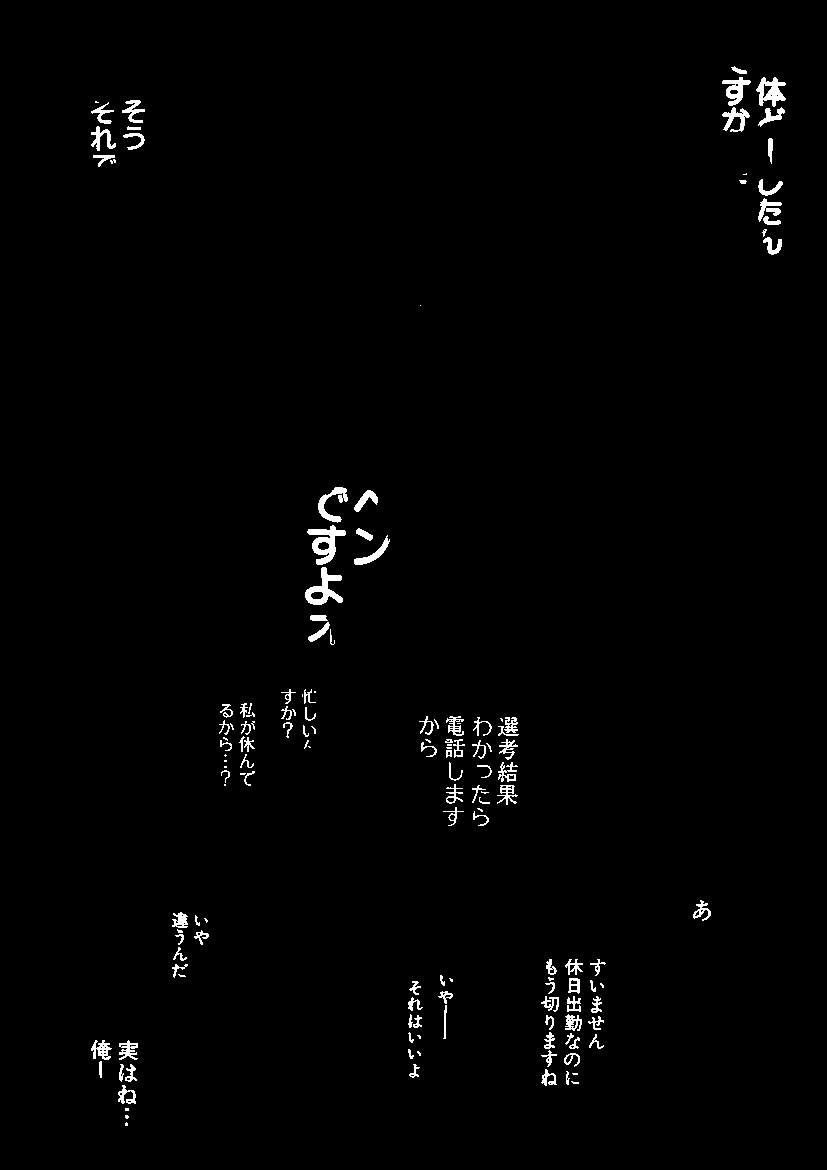 体どーしたん
すか
そう
それで
ヘン
ですよ
選考結果
わかったら
電話します
から
忙しいん
すか?
私が休んで
るから…?
あ
すいません
休日出勤なのに
もう切りますね
いやー
それはいいよ
いや
違うんだ
実はね…
俺ー